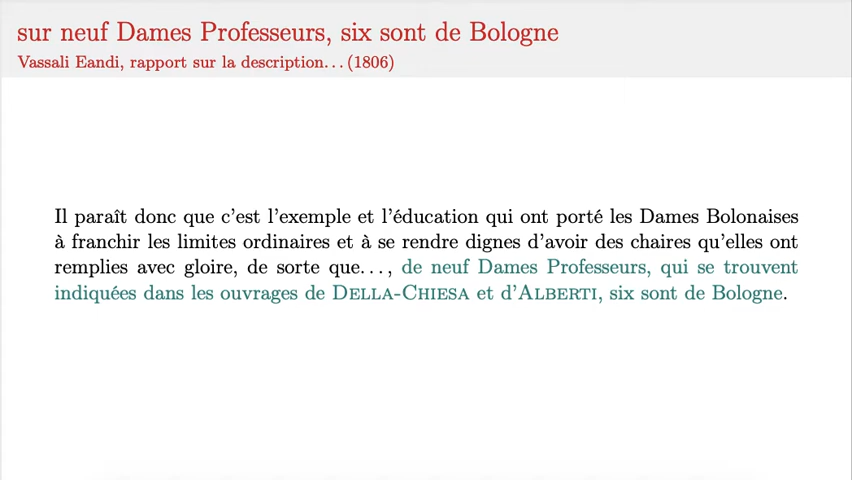 sur neuf Dames Professeurs, six sont de Bologne
Vassali Eandi, rapport sur la description... (1806)
Il paraît donc que c'est l'exemple et l'éducation qui ont porté les Dames Bolonaises
à franchir les limites ordinaires et à se rendre dignes d'avoir des chaires qu'elles ont
remplies avec gloire, de sorte que..., de neuf Dames Professeurs, qui se trouvent
indiquées dans les ouvrages de DELLA-CHIESA et d'ALBERTI, six sont de Bologne.